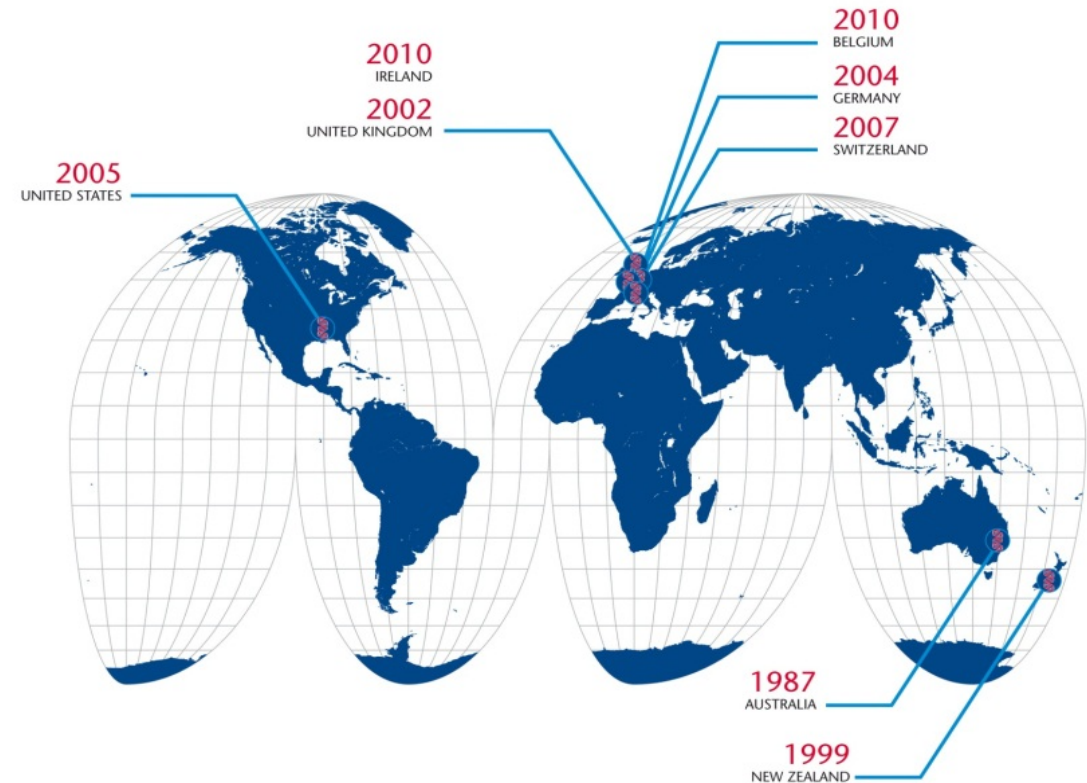 2010
IRELAND
2002
UNITED KINGDOM
2005
UNITED STATES
2010
BELGIUM
2004
GERMANY
2007
SWITZERLAND
1987
AUSTRALIA
1999
NEW ZEALAND